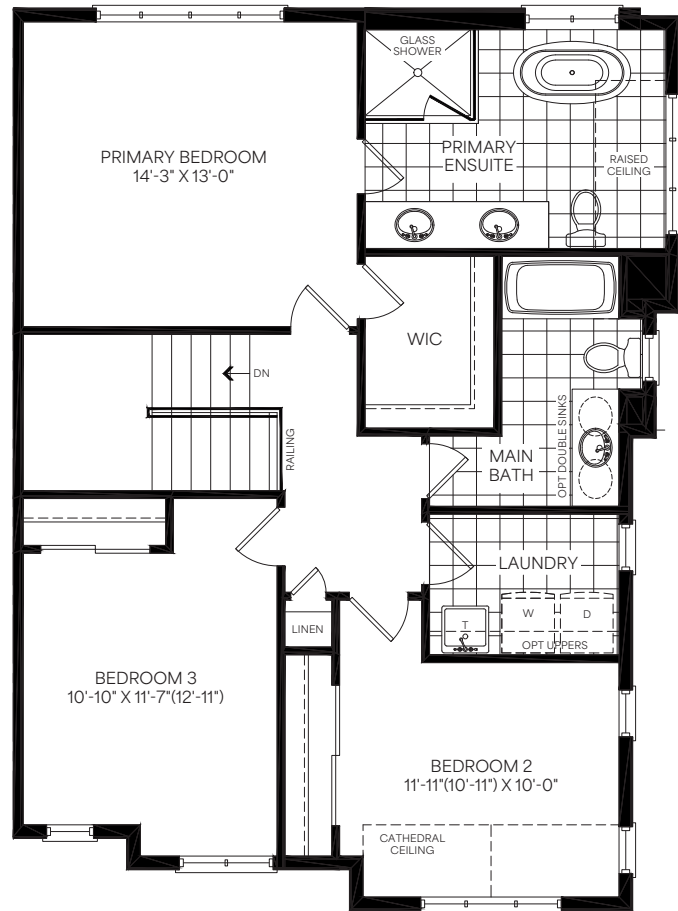 GLASS
SHOWER
PRIMARY BEDROOM
14'-3" X 13'-0"
PRIMARY
ENSUITE
RAISED
CEILING
WIC
DN
RAILING
OPT DOUBLE SINKS
MAIN
BATH
LAUNDRY
W
D
T
OPT UPPERS
LINEN
BEDROOM 3
10'-10" X 11'-7"(12'-11")
BEDROOM 2
11'-11"(10'-11") X 10'-0"
CATHEDRAL
CEILING